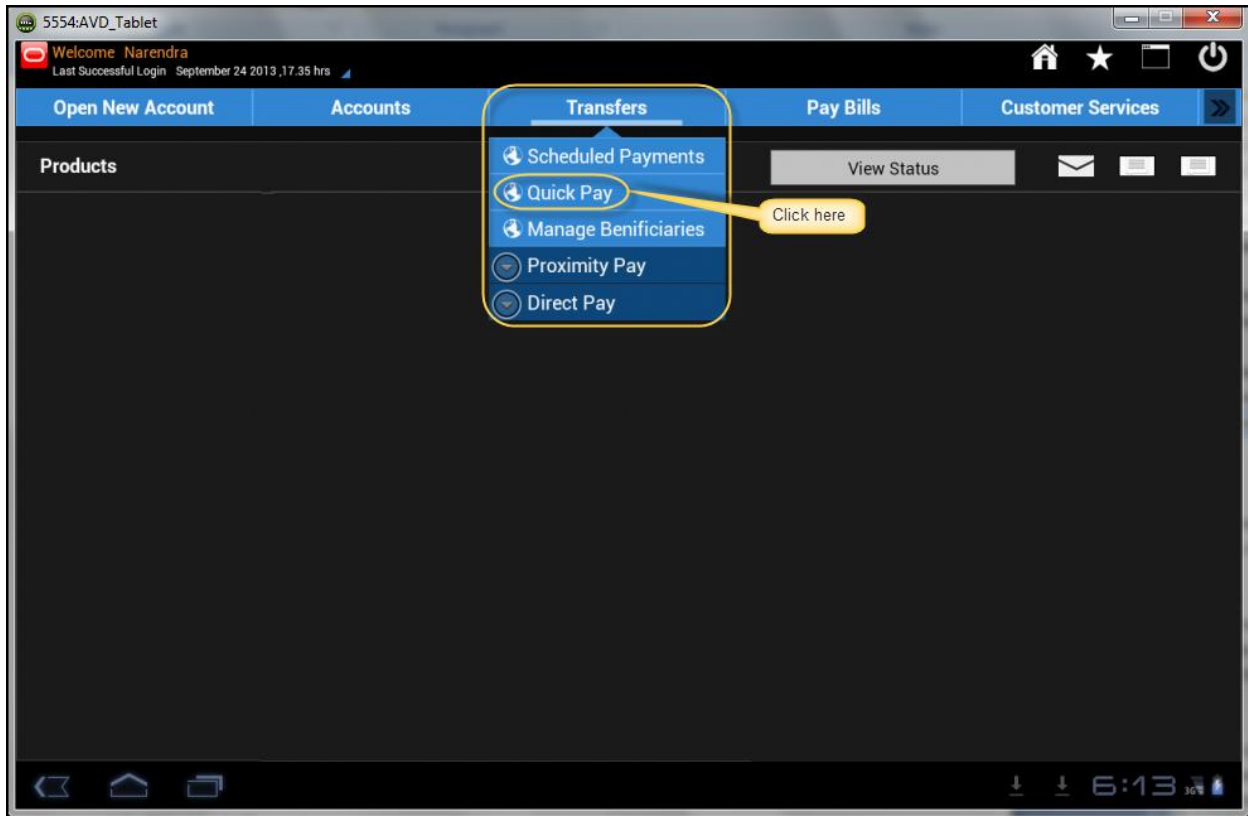 5554:AVD_Tablet
Welcome Narendra
Last Successful Login September 24 2013 ,17.35 hrs
Open New Account Accounts Transfers Pay Bills Customer Services
Products
View Status
Scheduled Payments
Quick Pay
Click here
Manage Benificiaries
Proximity Pay
Direct Pay
6:13 3G